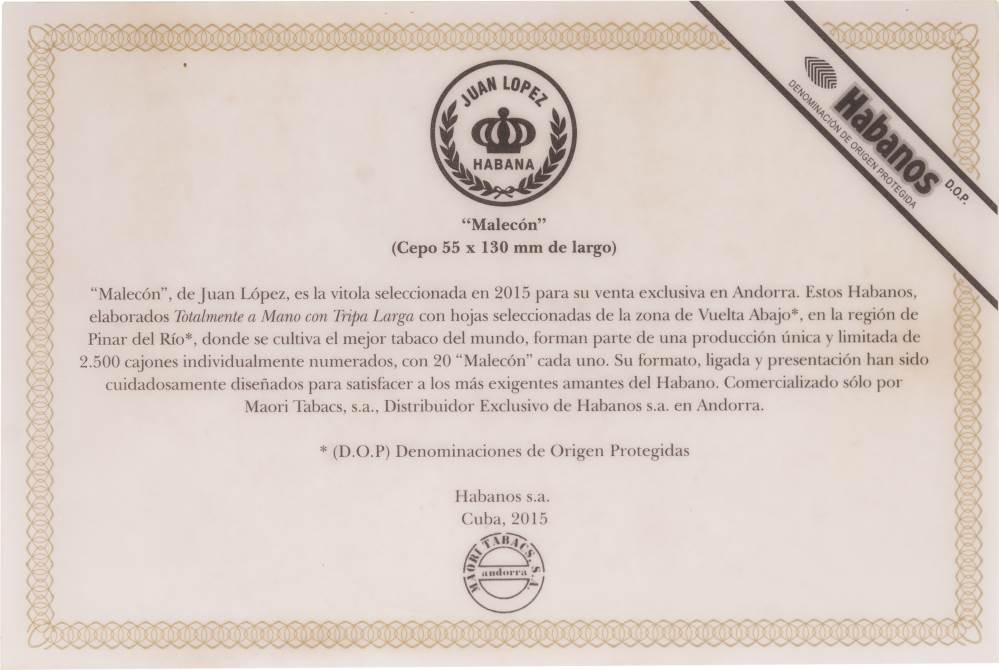 JUAN LOPEZ
HABANA
Habanos
D.O.P.
DENOMINACIÓN DE ORIGEN PROTEGIDA
“Malecón”
(Cepo 55 x 130 mm de largo)
“Malecón”, de Juan López, es la vitola seleccionada en 2015 para su venta exclusiva en Andorra. Estos Habanos,
elaborados Totalmente a Mano con Tripa Larga con hojas seleccionadas de la zona de Vuelta Abajo*, en la región de
Pinar del Río*, donde se cultiva el mejor tabaco del mundo, forman parte de una producción única y limitada de
2.500 cajones individualmente numerados, con 20 “Malecón” cada uno. Su formato, ligada y presentación han sido
cuidadosamente diseñados para satisfacer a los más exigentes amantes del Habano. Comercializado sólo por
Maori Tabacs, s.a., Distribuidor Exclusivo de Habanos s.a. en Andorra.
* (D.O.P) Denominaciones de Origen Protegidas
Habanos s.a.
Cuba, 2015
MAORI TABACS, S.A.
andorra